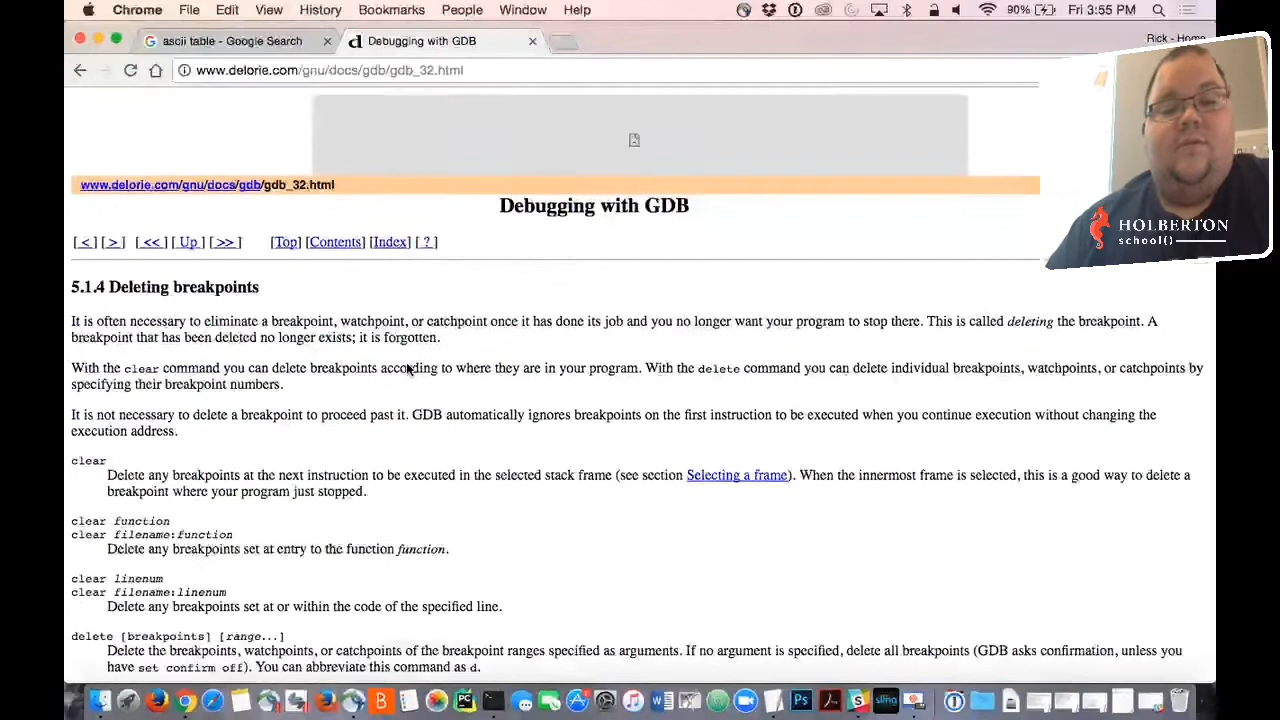 Chrome File Edit View History Bookmarks People Window Help 90% Fri 3:55 PM
ascii table - Google Search Debugging with GDB Rick - Home
www.delorie.com/gnu/docs/gdb/gdb_32.html
www.delorie.com/gnu/docs/gdb/gdb_32.html
Debugging with GDB
[ < ] [ > ] [ << ] [ Up ] [ >> ] [Top] [Contents] [Index] [ ? ]
HOLBERTON
school()
5.1.4 Deleting breakpoints
It is often necessary to eliminate a breakpoint, watchpoint, or catchpoint once it has done its job and you no longer want your program to stop there. This is called deleting the breakpoint. A
breakpoint that has been deleted no longer exists; it is forgotten.
With the clear command you can delete breakpoints according to where they are in your program. With the delete command you can delete individual breakpoints, watchpoints, or catchpoints by
specifying their breakpoint numbers.
It is not necessary to delete a breakpoint to proceed past it. GDB automatically ignores breakpoints on the first instruction to be executed when you continue execution without changing the
execution address.
clear
Delete any breakpoints at the next instruction to be executed in the selected stack frame (see section Selecting a frame). When the innermost frame is selected, this is a good way to delete a
breakpoint where your program just stopped.
clear function
clear filename:function
Delete any breakpoints set at entry to the function function.
clear linenum
clear filename:linenum
Delete any breakpoints set at or within the code of the specified line.
delete [breakpoints] [range...]
Delete the breakpoints, watchpoints, or catchpoints of the breakpoint ranges specified as arguments. If no argument is specified, delete all breakpoints (GDB asks confirmation, unless you
have set confirm off). You can abbreviate this command as d.